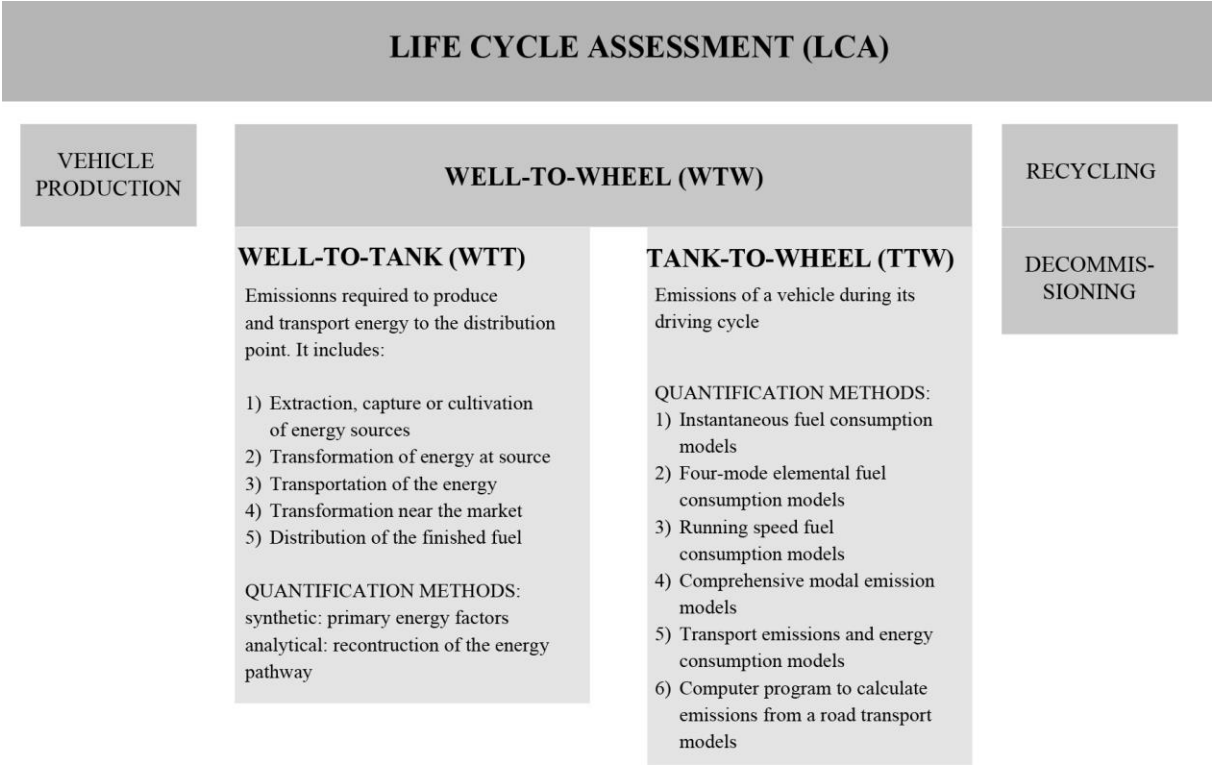 LIFE CYCLE ASSESSMENT (LCA)
VEHICLE
PRODUCTION
WELL-TO-WHEEL (WTW)
RECYCLING
DECOMMIS-
SIONING
WELL-TO-TANK (WTT)
Emissionns required to produce
and transport energy to the distribution
point. It includes:
1) Extraction, capture or cultivation
of energy sources
2) Transformation of energy at source
3) Transportation of the energy
4) Transformation near the market
5) Distribution of the finished fuel
QUANTIFICATION METHODS:
synthetic: primary energy factors
analytical: recontruction of the energy
pathway
TANK-TO-WHEEL (TTW)
Emissions of a vehicle during its
driving cycle
QUANTIFICATION METHODS:
1) Instantaneous fuel consumption
models
2) Four-mode elemental fuel
consumption models
3) Running speed fuel
consumption models
4) Comprehensive modal emission
models
5) Transport emissions and energy
consumption models
6) Computer program to calculate
emissions from a road transport
models